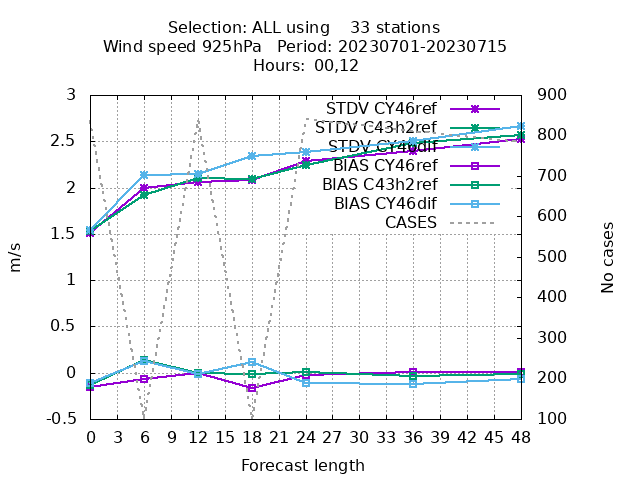 Selection: ALL using    33 stations
Wind speed 925hPa   Period: 20230701-20230715
Hours:  00,12
3
2.5
2
1.5
1
0.5
0
-0.5
m/s
STDV CY46ref
STDV C43h2ref
STDV CY46dif
BIAS CY46ref
BIAS C43h2ref
BIAS CY46dif
CASES
900
800
700
600
500
400
300
200
100
No cases
0 3 6 9 12 15 18 21 24 27 30 33 36 39 42 45 48
Forecast length